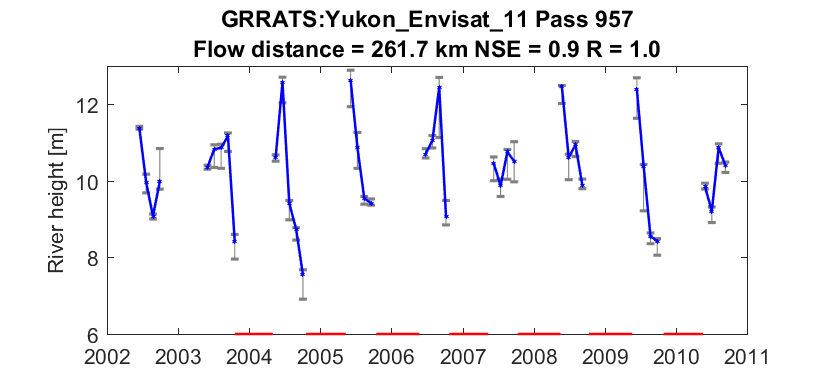 GRRATS:Yukon_Envisat_11 Pass 957
Flow distance = 261.7 km NSE = 0.9 R = 1.0
River height [m]
12
10
8
6
2002 2003 2004 2005 2006 2007 2008 2009 2010 2011